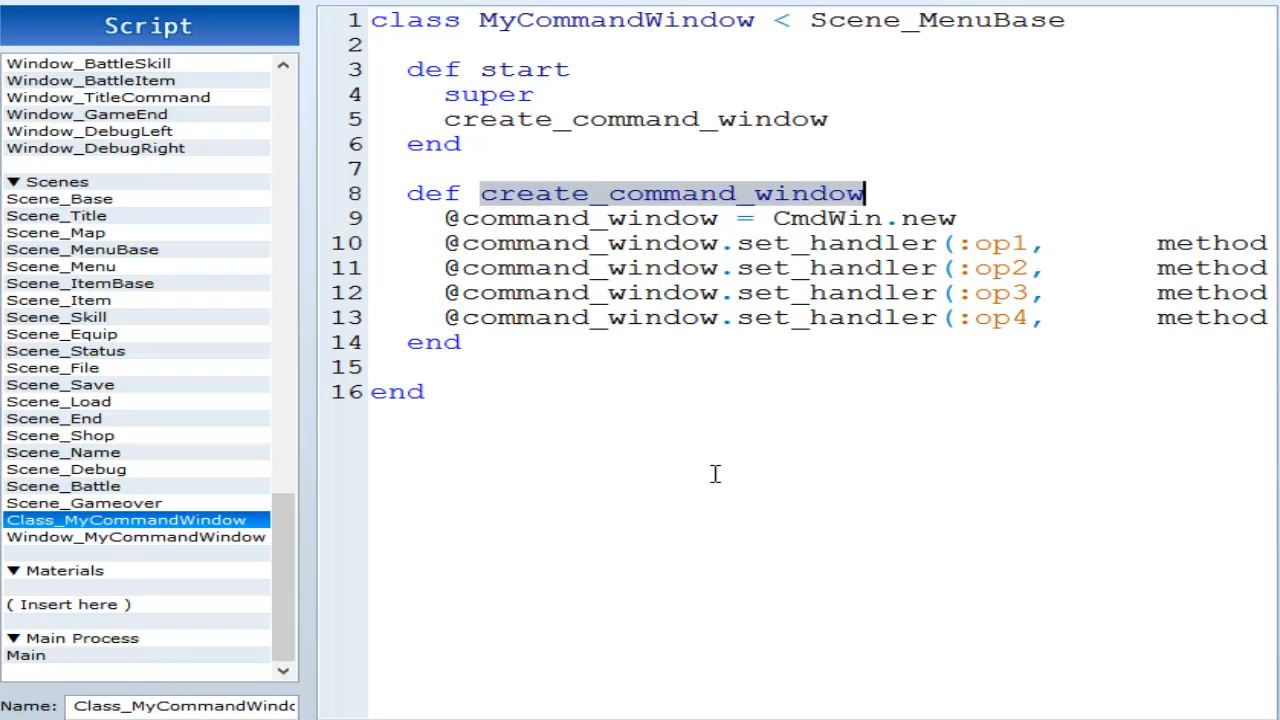 Script
Window_BattleSkill
Window_BattleItem
Window_TitleCommand
Window_GameEnd
Window_DebugLeft
Window_DebugRight
▼ Scenes
Scene_Base
Scene_Title
Scene_Map
Scene_MenuBase
Scene_Menu
Scene_ItemBase
Scene_Item
Scene_Skill
Scene_Equip
Scene_Status
Scene_File
Scene_Save
Scene_Load
Scene_End
Scene_Shop
Scene_Name
Scene_Debug
Scene_Battle
Scene_Gameover
Class_MyCommandWindow
Window_MyCommandWindow
▼ Materials
( Insert here )
▼ Main Process
Main
Name: Class_MyCommandWindo
1 class MyCommandWindow < Scene_MenuBase
2
3 def start
4 super
5 create_command_window
6 end
7
8 def create_command_window
9 @command_window = CmdWin.new
10 @command_window.set_handler(:op1, method
11 @command_window.set_handler(:op2, method
12 @command_window.set_handler(:op3, method
13 @command_window.set_handler(:op4, method
14 end
15
16 end